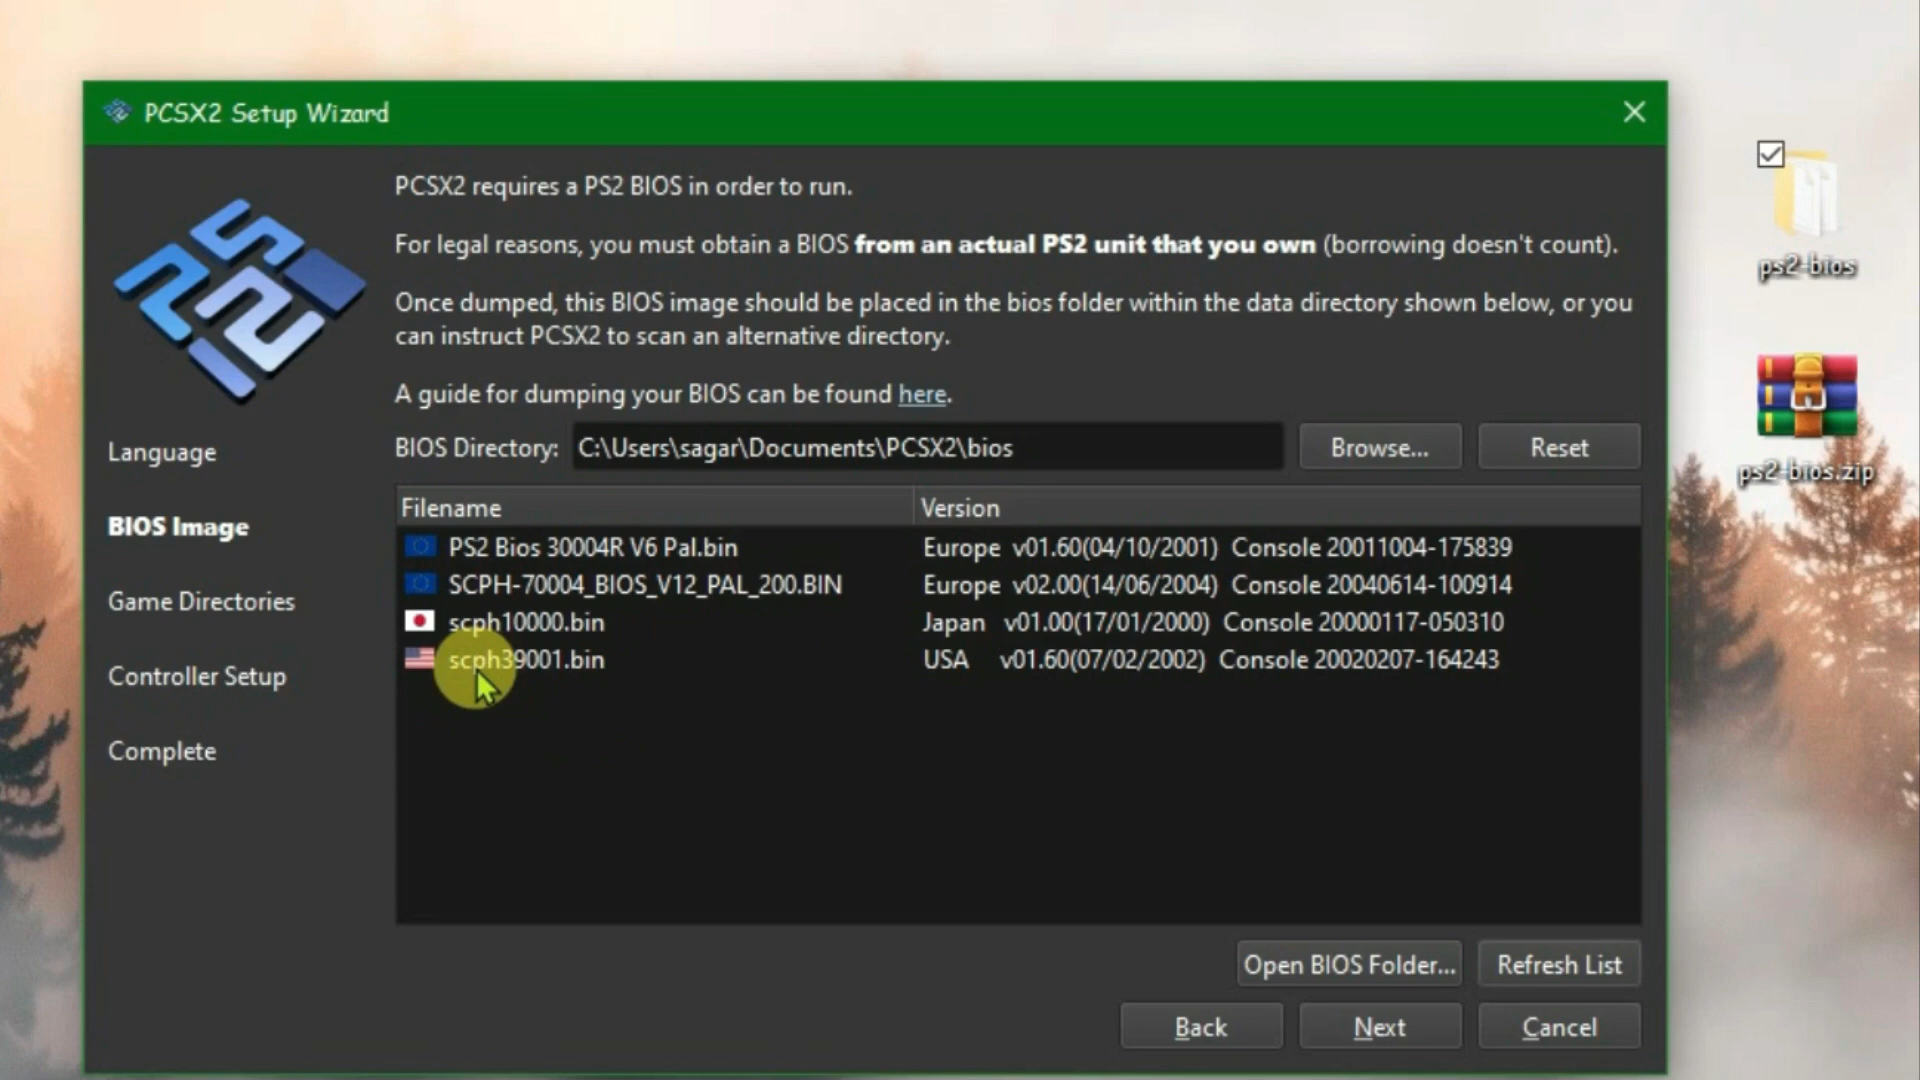 PCSX2 Setup Wizard
PCSX2 requires a PS2 BIOS in order to run.
For legal reasons, you must obtain a BIOS from an actual PS2 unit that you own (borrowing doesn't count).
Once dumped, this BIOS image should be placed in the bios folder within the data directory shown below, or you
can instruct PCSX2 to scan an alternative directory.
A guide for dumping your BIOS can be found here.
BIOS Directory: C:\Users\sagar\Documents\PCSX2\bios Browse... Reset
Language
BIOS Image
Game Directories
Controller Setup
Complete
Filename Version
PS2 Bios 30004R V6 Pal.bin Europe v01.60(04/10/2001) Console 20011004-175839
SCPH-70004_BIOS_V12_PAL_200.BIN Europe v02.00(14/06/2004) Console 20040614-100914
scph10000.bin Japan v01.00(17/01/2000) Console 20000117-050310
scph39001.bin USA v01.60(07/02/2002) Console 20020207-164243
Open BIOS Folder... Refresh List
Back Next Cancel
ps2-bios
ps2-bios.zip